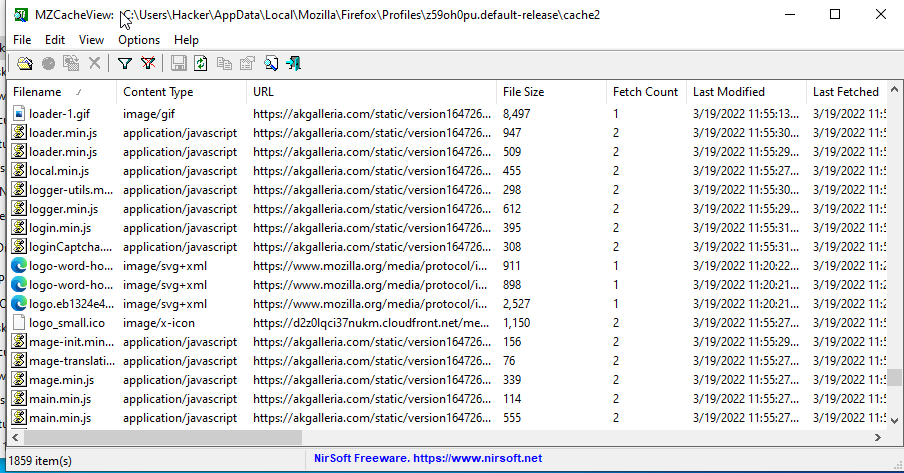 MZCacheView: C:\Users\Hacker\AppData\Local\Mozilla\Firefox\Profiles\z59oh0pu.default-release\cache2
File Edit View Options Help
Filename Content Type URL File Size Fetch Count Last Modified Last Fetched
loader-1.gif image/gif https://akgalleria.com/static/version164726... 8,497 1 3/19/2022 11:55:13... 3/19/2022 11:5
loader.min.js application/javascript https://akgalleria.com/static/version164726... 947 2 3/19/2022 11:55:30... 3/19/2022 11:5
loader.min.js application/javascript https://akgalleria.com/static/version164726... 509 2 3/19/2022 11:55:29... 3/19/2022 11:5
local.min.js application/javascript https://akgalleria.com/static/version164726... 455 2 3/19/2022 11:55:27... 3/19/2022 11:5
logger-utils.m... application/javascript https://akgalleria.com/static/version164726... 298 2 3/19/2022 11:55:30... 3/19/2022 11:5
logger.min.js application/javascript https://akgalleria.com/static/version164726... 612 2 3/19/2022 11:55:29... 3/19/2022 11:5
login.min.js application/javascript https://akgalleria.com/static/version164726... 395 2 3/19/2022 11:55:31... 3/19/2022 11:5
loginCaptcha.... application/javascript https://akgalleria.com/static/version164726... 308 2 3/19/2022 11:55:31... 3/19/2022 11:5
logo-word-ho... image/svg+xml https://www.mozilla.org/media/protocol/i... 911 1 3/19/2022 11:20:22... 3/19/2022 11:2
logo-word-ho... image/svg+xml https://www.mozilla.org/media/protocol/i... 898 1 3/19/2022 11:20:21... 3/19/2022 11:2
logo.eb1324e4... image/svg+xml https://www.mozilla.org/media/protocol/i... 2,527 1 3/19/2022 11:20:21... 3/19/2022 11:2
logo_small.ico image/x-icon https://d2z0lqci37nukm.cloudfront.net/me... 1,150 2 3/19/2022 11:55:27... 3/19/2022 11:5
mage-init.min... application/javascript https://akgalleria.com/static/version164726... 156 2 3/19/2022 11:55:27... 3/19/2022 11:5
mage-translati... application/javascript https://akgalleria.com/static/version164726... 76 2 3/19/2022 11:55:27... 3/19/2022 11:5
mage.min.js application/javascript https://akgalleria.com/static/version164726... 339 2 3/19/2022 11:55:27... 3/19/2022 11:5
main.min.js application/javascript https://akgalleria.com/static/version164726... 114 2 3/19/2022 11:55:27... 3/19/2022 11:5
main.min.js application/javascript https://akgalleria.com/static/version164726... 555 2 3/19/2022 11:55:27... 3/19/2022 11:5
1859 item(s) NirSoft Freeware. https://www.nirsoft.net